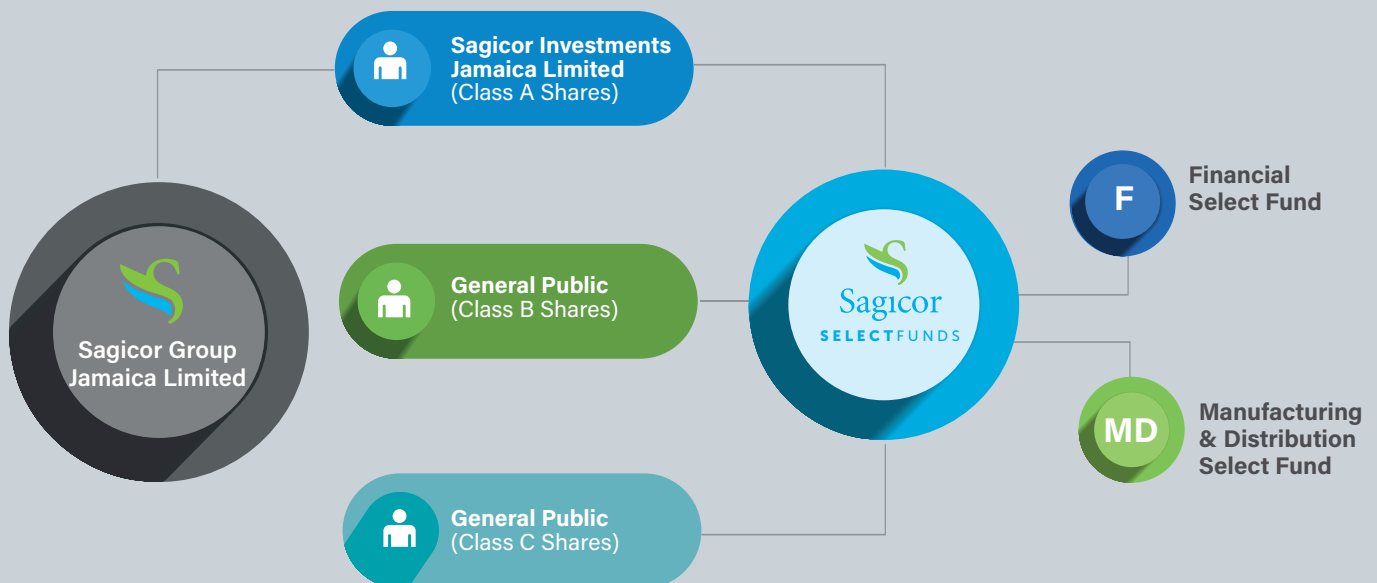 Sagicor Group
Jamaica Limited
Sagicor Investments
Jamaica Limited
(Class A Shares)
General Public
(Class B Shares)
General Public
(Class C Shares)
Sagicor
SELECTFUNDS
F
Financial
Select Fund
MD
Manufacturing
& Distribution
Select Fund